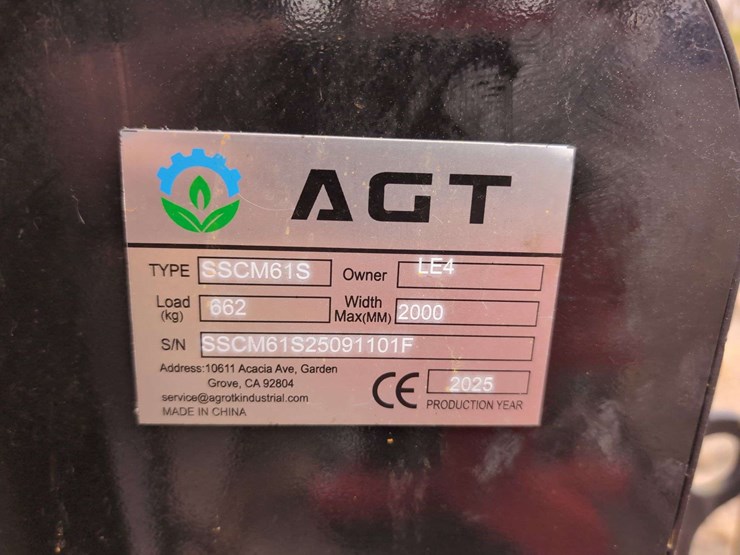 AGT
TYPE SSCM61S Owner LE4
Load (kg) 662 Width Max(MM) 2000
S/N SSCM61S25091101F
Address:10611 Acacia Ave, Garden
Grove, CA 92804
service@agrotkindustrial.com
MADE IN CHINA
CE 2025
PRODUCTION YEAR